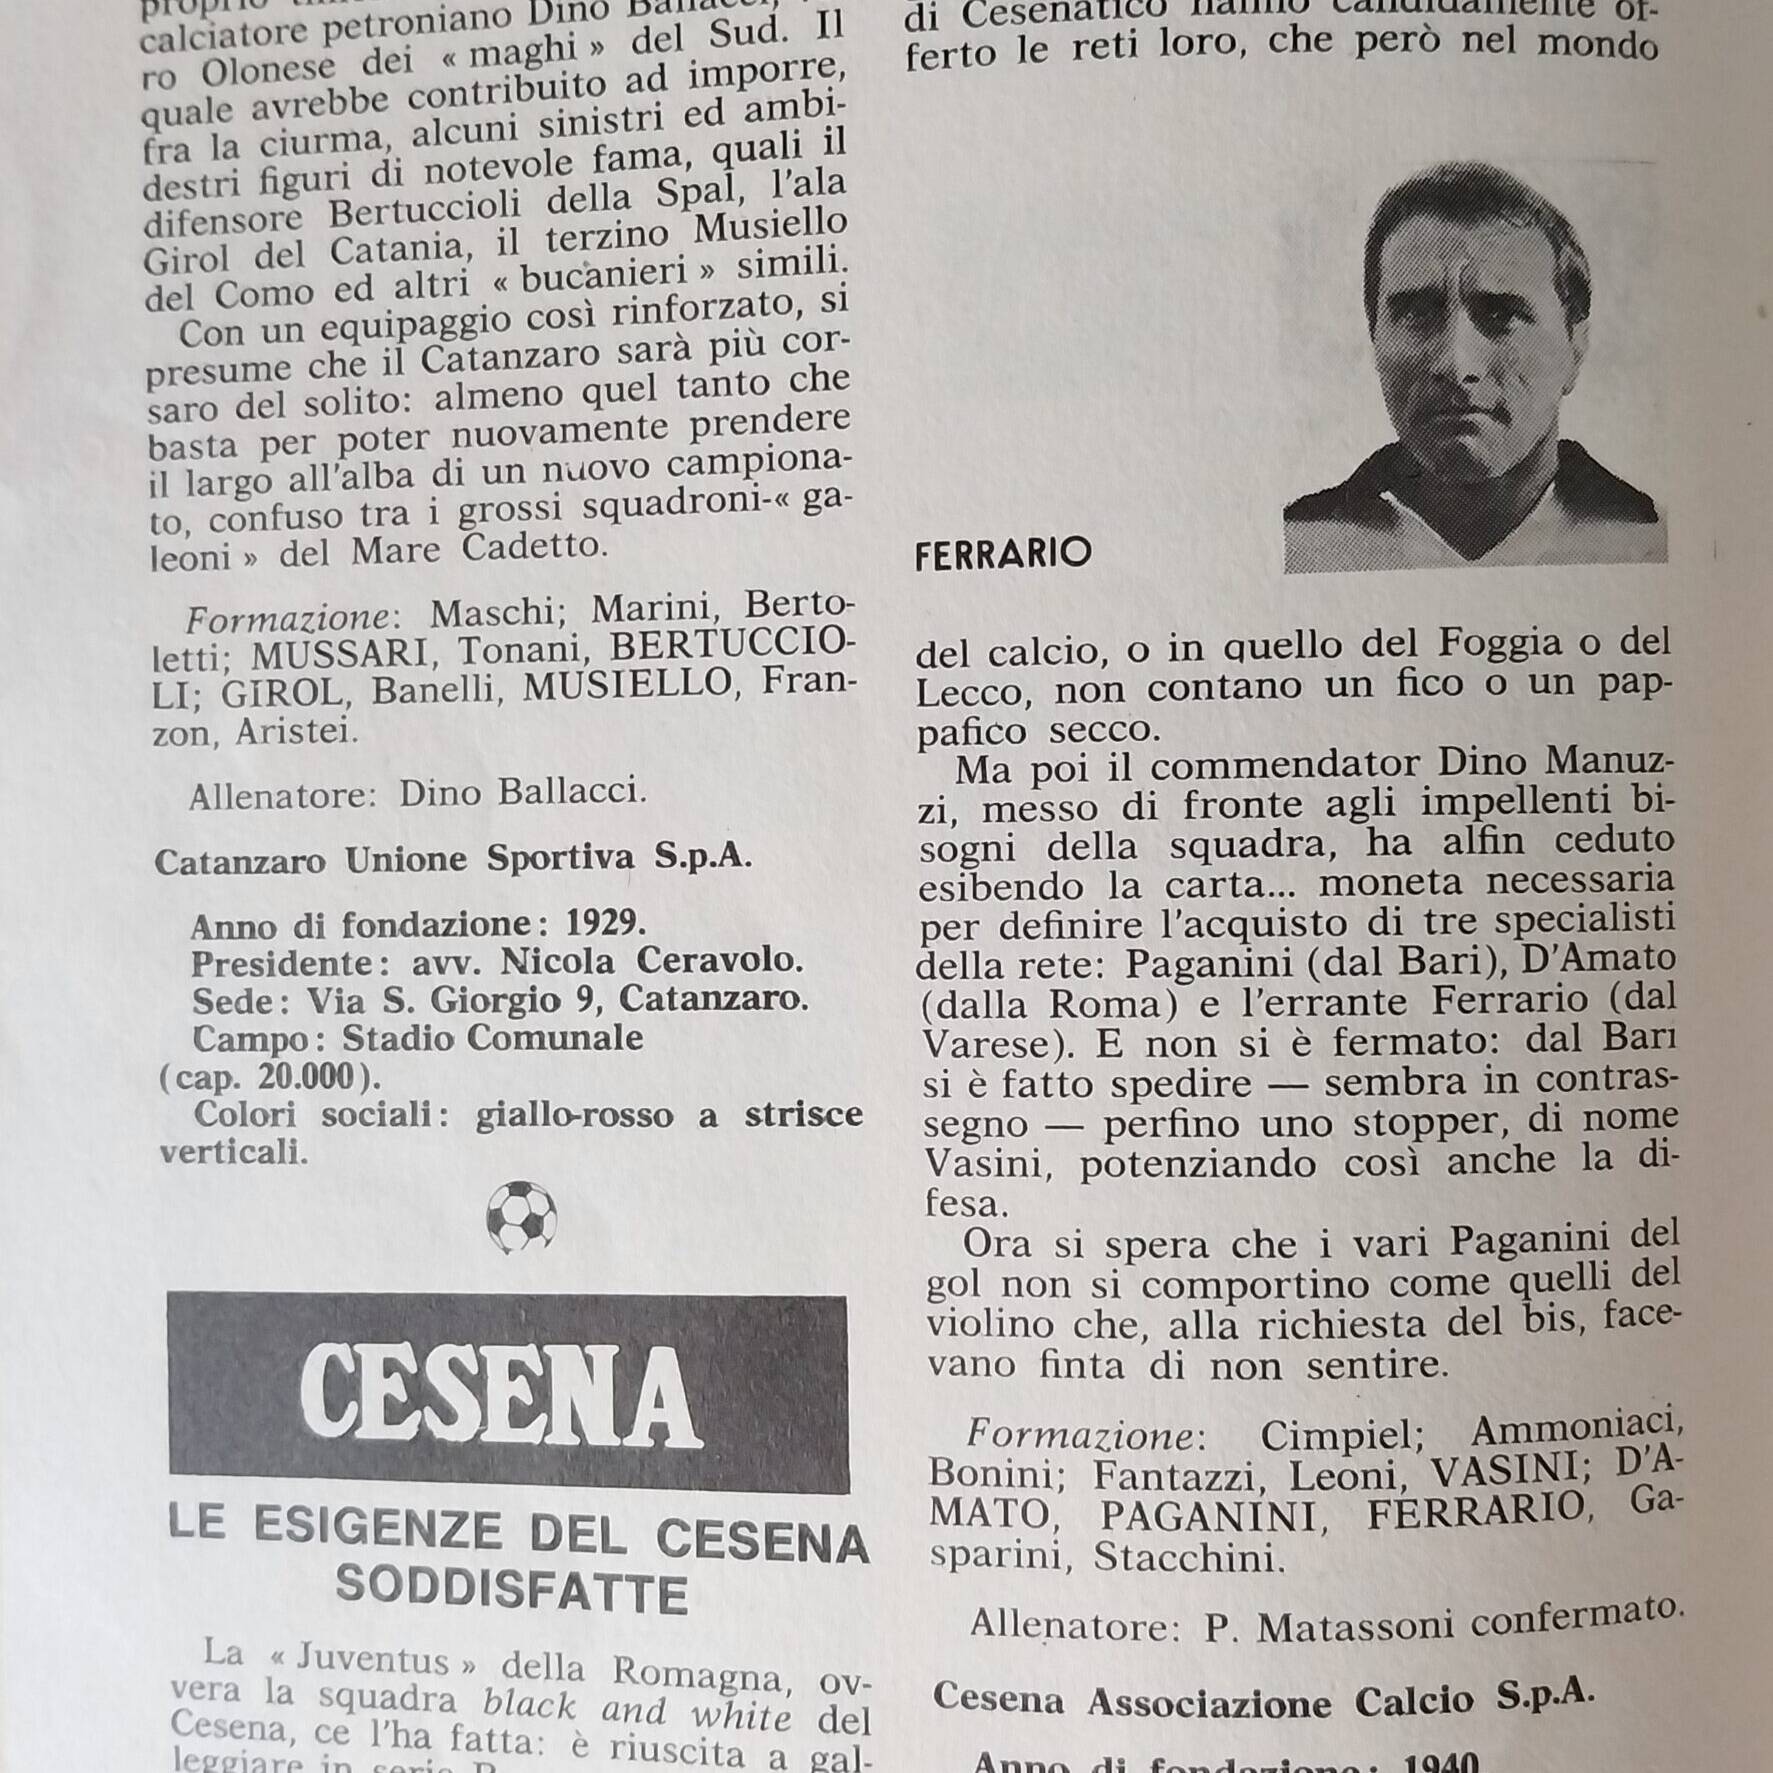 calciatore petroniano Dino Ballacci,
ro Olonese dei « maghi » del Sud. Il
quale avrebbe contribuito ad imporre,
fra la ciurma, alcuni sinistri ed ambi-
destri figuri di notevole fama, quali il
difensore Bertuccioli della Spal, l'ala
Girol del Catania, il terzino Musiello
del Como ed altri « bucanieri » simili.
Con un equipaggio così rinforzato, si
presume che il Catanzaro sarà più cor-
saro del solito: almeno quel tanto che
basta per poter nuovamente prendere
il largo all'alba di un nuovo campiona-
to, confuso tra i grossi squadroni-« ga-
leoni » del Mare Cadetto.
Formazione: Maschi; Marini, Berto-
letti; MUSSARI, Tonani, BERTUCCIO-
LI; GIROL, Banelli, MUSIELLO, Fran-
zon, Aristei.
Allenatore: Dino Ballacci.
Catanzaro Unione Sportiva S.p.A.
Anno di fondazione: 1929.
Presidente: avv. Nicola Ceravolo.
Sede: Via S. Giorgio 9, Catanzaro.
Campo: Stadio Comunale
(cap. 20.000).
Colori sociali: giallo-rosso a strisce
verticali.
CESENA
LE ESIGENZE DEL CESENA
SODDISFATTE
La « Juventus » della Romagna, ov-
vera la squadra black and white del
Cesena, ce l'ha fatta: è riuscita a gal-
leggiare in serie
di Cesenatico hanno candidamente of-
ferto le reti loro, che però nel mondo
FERRARIO
del calcio, o in quello del Foggia o del
Lecco, non contano un fico o un pap-
pafico secco.
Ma poi il commendator Dino Manuz-
zi, messo di fronte agli impellenti bi-
sogni della squadra, ha alfin ceduto
esibendo la carta... moneta necessaria
per definire l'acquisto di tre specialisti
della rete: Paganini (dal Bari), D'Amato
(dalla Roma) e l'errante Ferrario (dal
Varese). E non si è fermato: dal Bari
si è fatto spedire — sembra in contras-
segno — perfino uno stopper, di nome
Vasini, potenziando così anche la di-
fesa.
Ora si spera che i vari Paganini del
gol non si comportino come quelli del
violino che, alla richiesta del bis, face-
vano finta di non sentire.
Formazione: Cimpiel; Ammoniaci,
Bonini; Fantazzi, Leoni, VASINI; D'A-
MATO, PAGANINI, FERRARIO, Ga-
sparini, Stacchini.
Allenatore: P. Matassoni confermato.
Cesena Associazione Calcio S.p.A.
Anno di fondazione: 1940